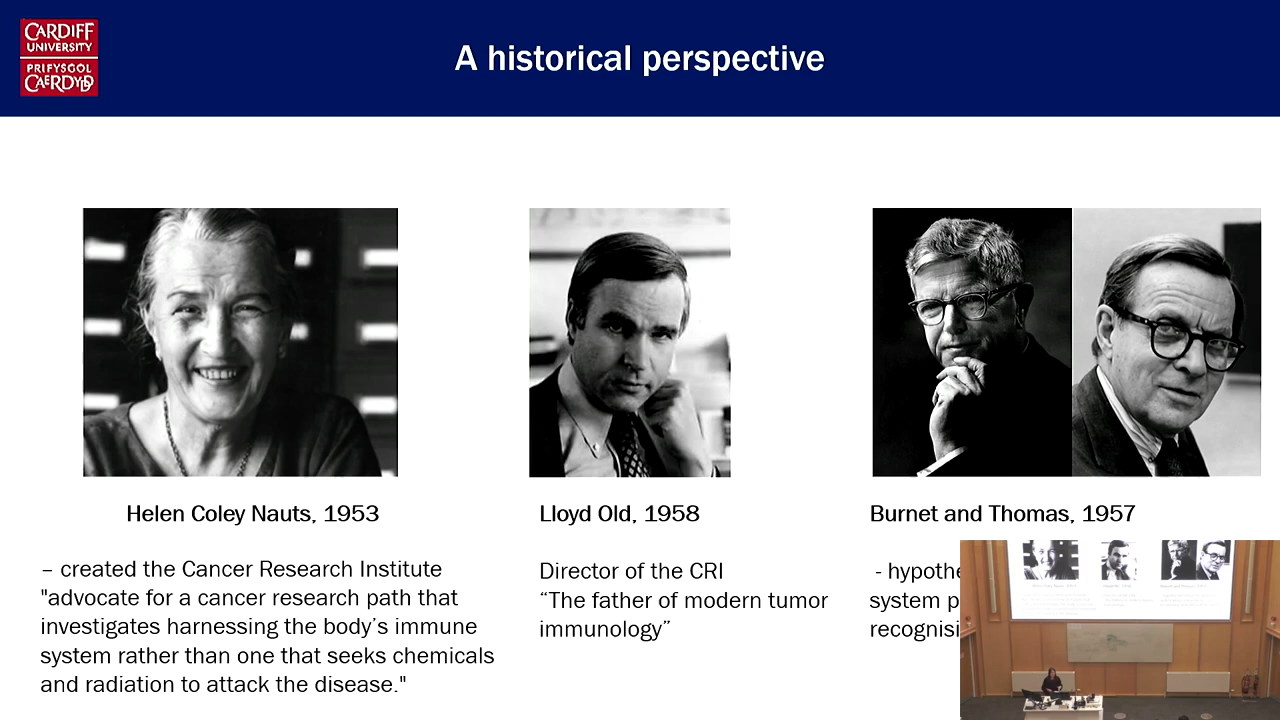 CARDIFF
UNIVERSITY
PRIFYSGOL
CAERDYDD
A historical perspective
Helen Coley Nauts, 1953
– created the Cancer Research Institute
"advocate for a cancer research path that
investigates harnessing the body’s immune
system rather than one that seeks chemicals
and radiation to attack the disease."
Lloyd Old, 1958
Director of the CRI
“The father of modern tumor
immunology”
Burnet and Thomas, 1957
- hypothe
system p
recognisi